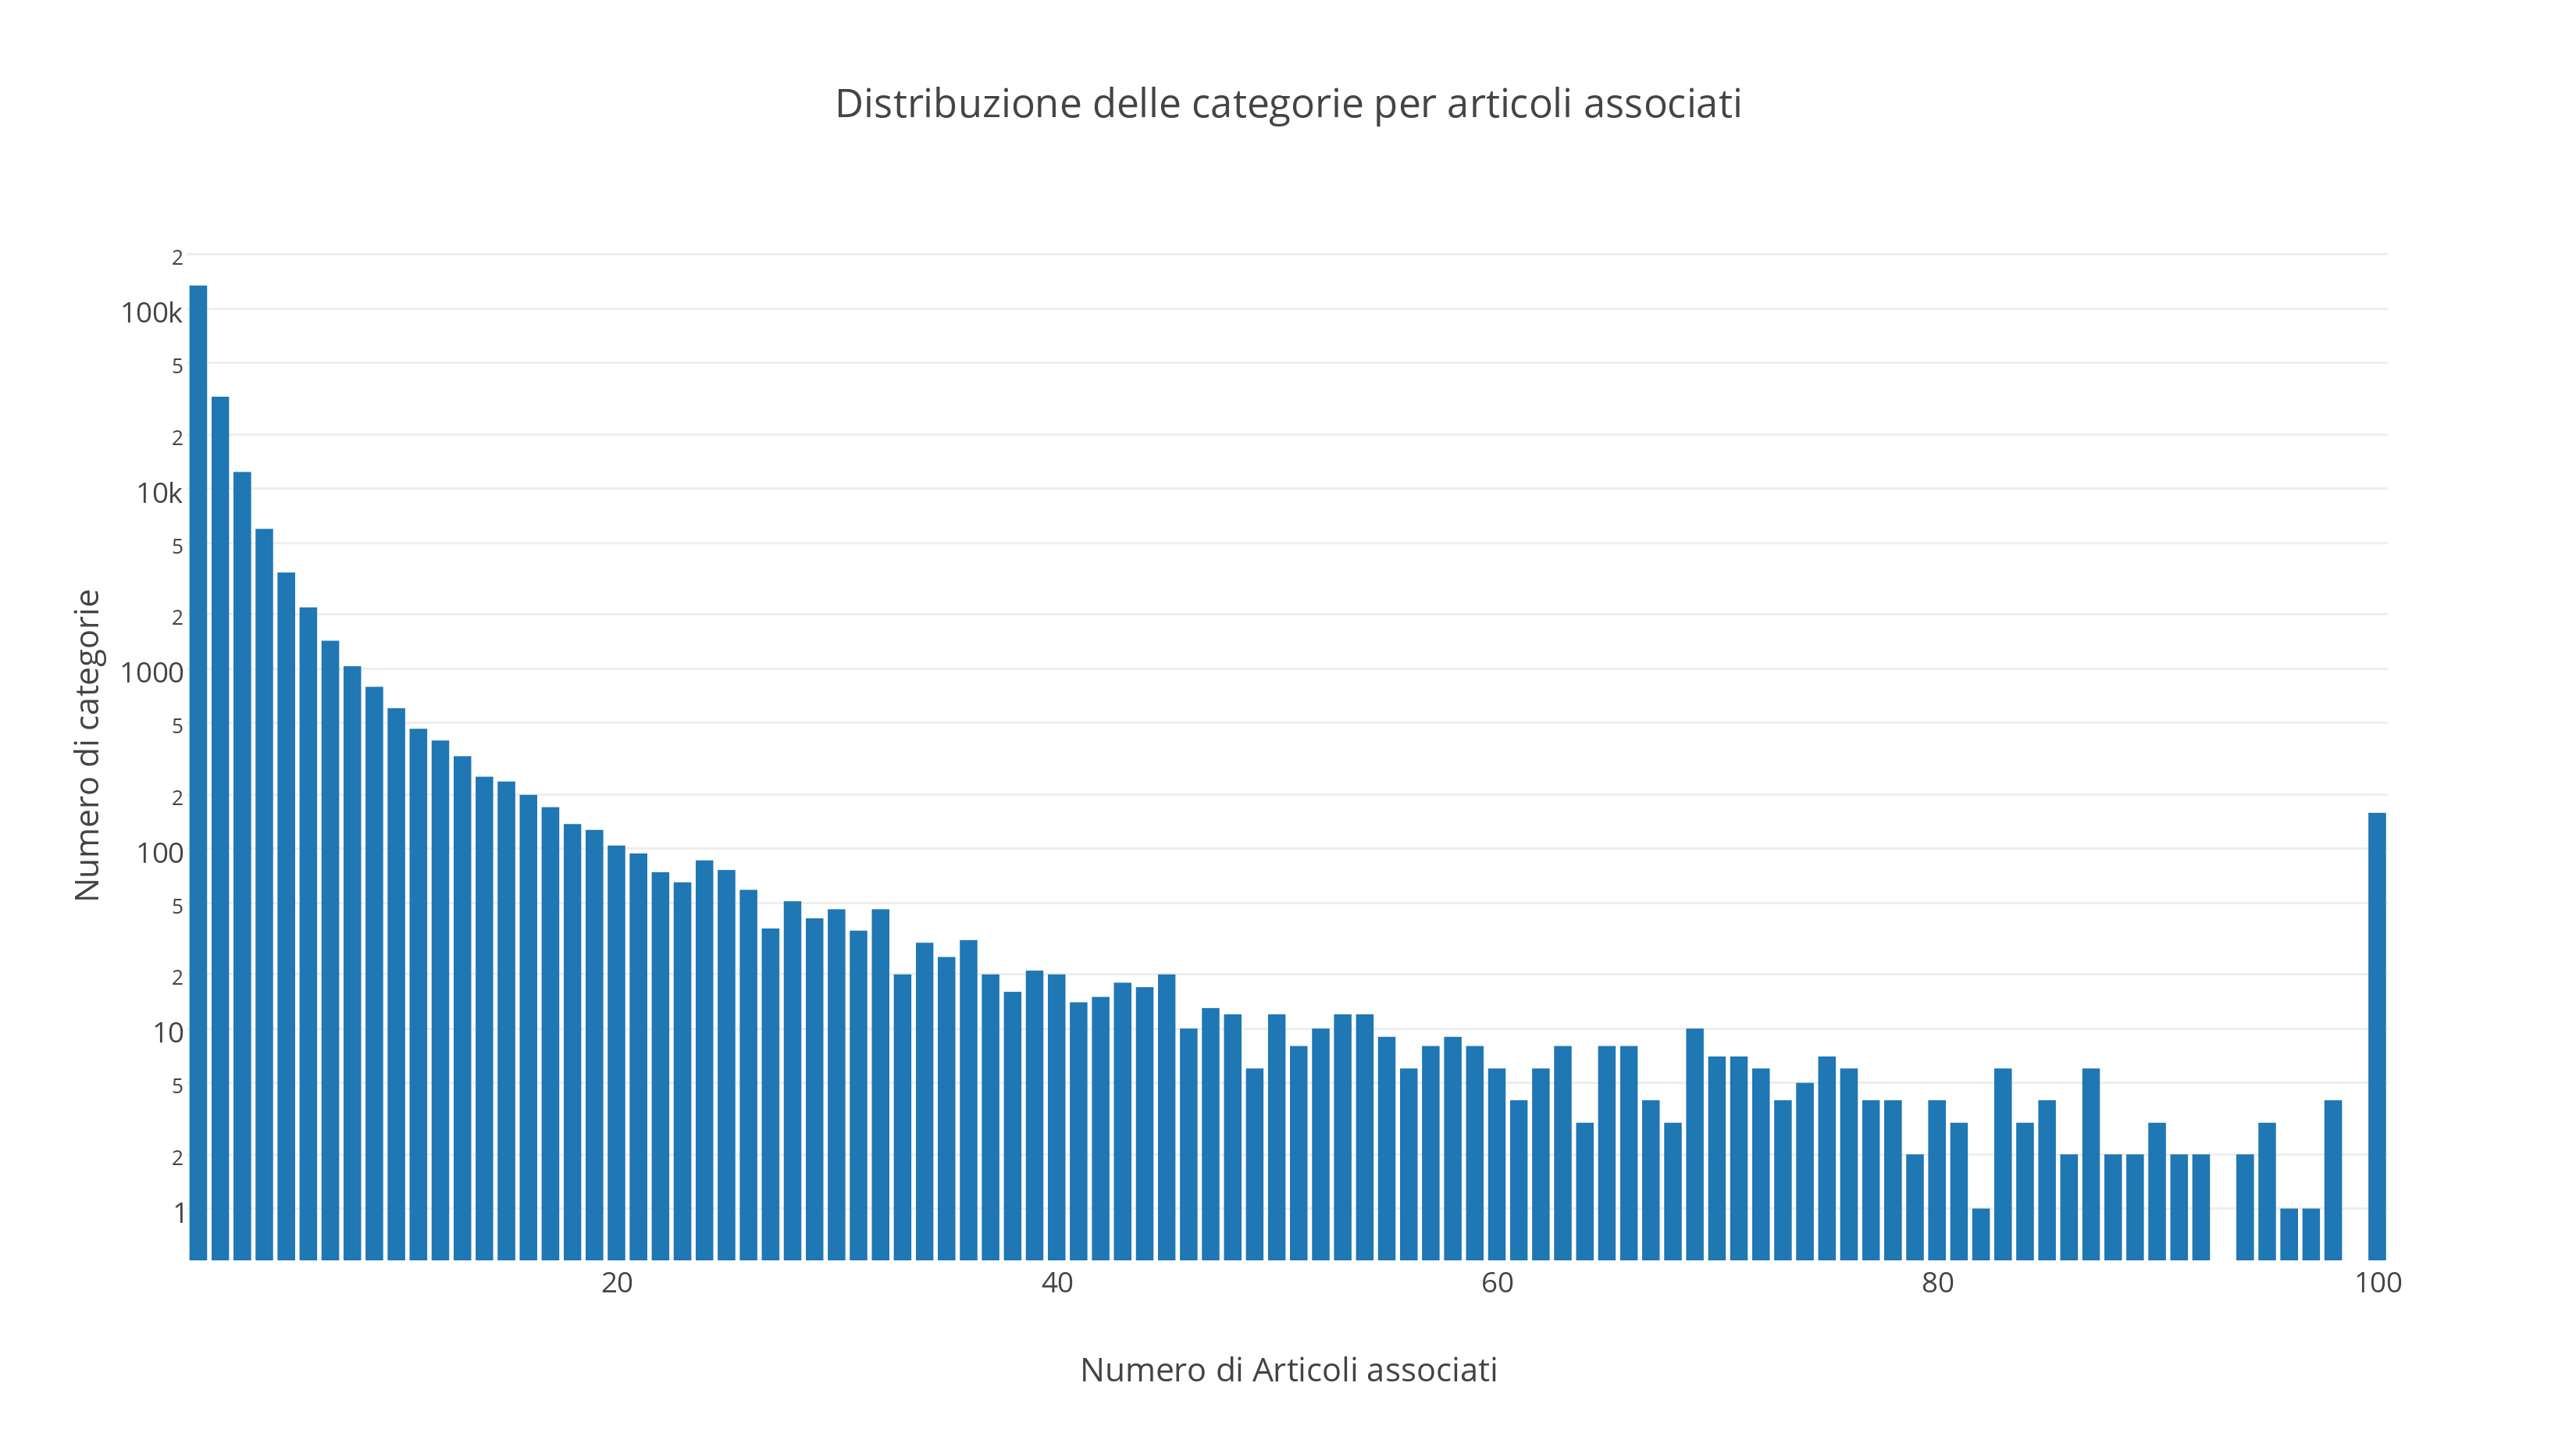 Distribuzione delle categorie per articoli associati
2
100k
5
2
10k
5
2
1000
5
2
100
5
2
10
5
2
1
Numero di categorie
20 40 60 80 100
Numero di Articoli associati